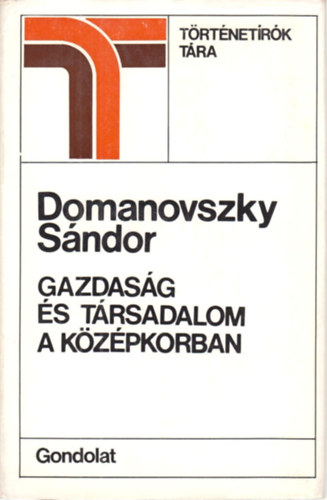 TÖRTÉNETÍRÓK
TÁRA
Domanovszky
Sándor
GAZDASÁG
ÉS TÁRSADALOM
A KÖZÉPKORBAN
Gondolat